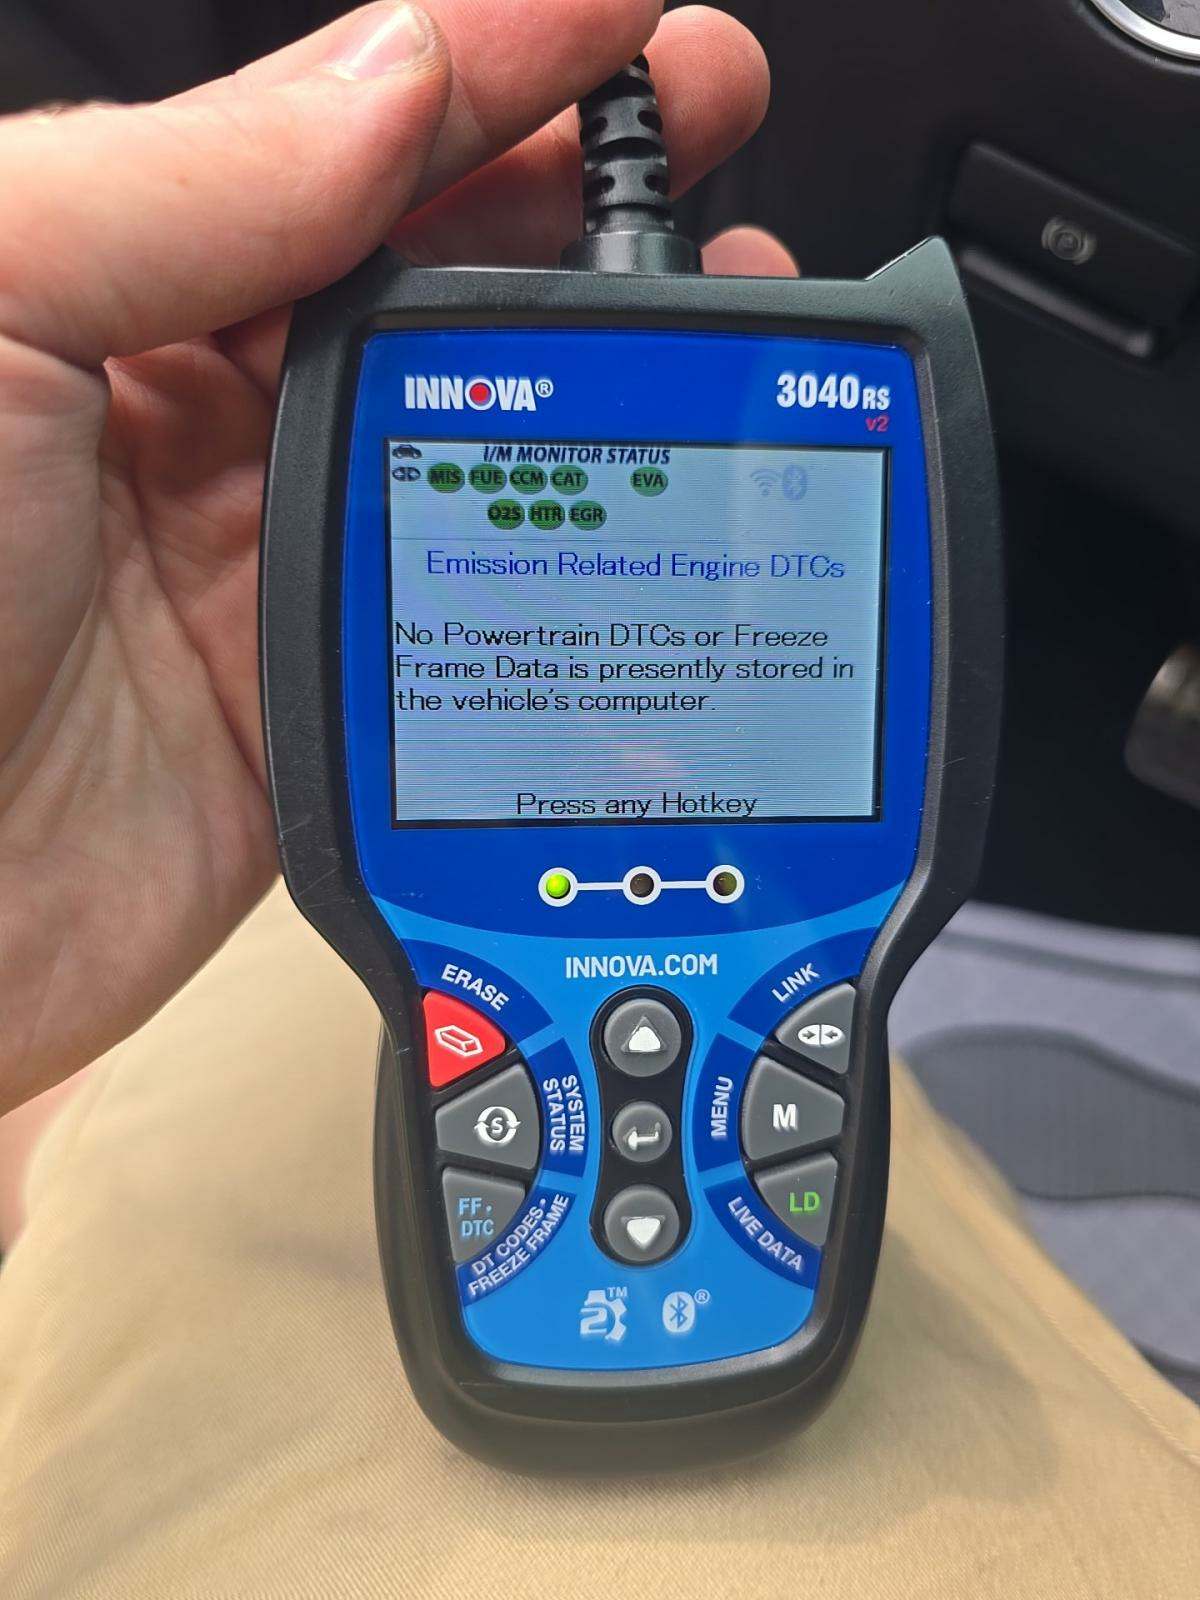 INNOVA®
3040RS
v2
I/M MONITOR STATUS
MIS FUE CCM CAT EVA
O2S HTR EGR
Emission Related Engine DTCs
No Powertrain DTCs or Freeze
Frame Data is presently stored in
the vehicle's computer.
Press any Hotkey
INNOVA.COM
ERASE
LINK
S
SYSTEM
STATUS
MENU
M
FF.
DTC
DT CODES•
FREEZE FRAME
LIVE DATA
LD
2™
®